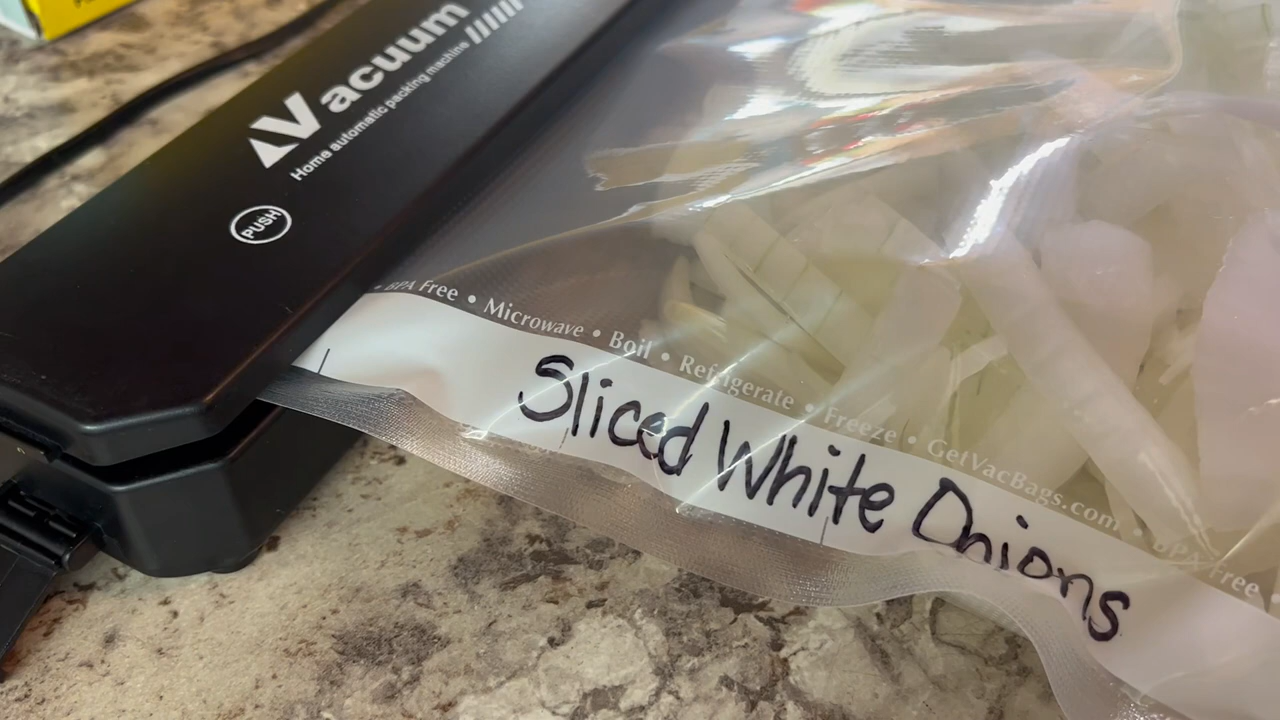 Vacuum
Home automatic packing machine
PUSH
• BPA Free • Microwave • Boil • Refrigerate • Freeze • GetVacBags.com • BPA Free
Sliced White Onions